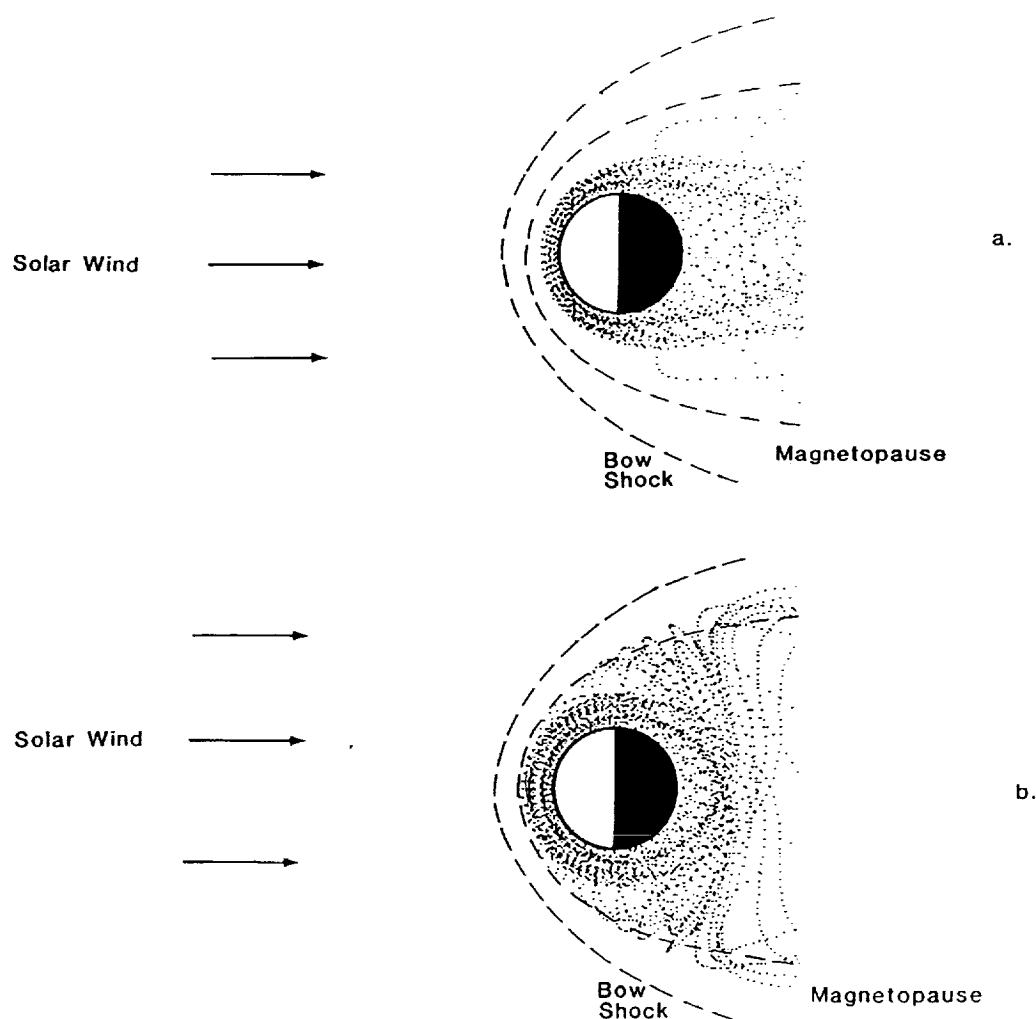 Solar Wind
a.
Bow
Shock
Magnetopause
Solar Wind
b.
Bow
Shock
Magnetopause